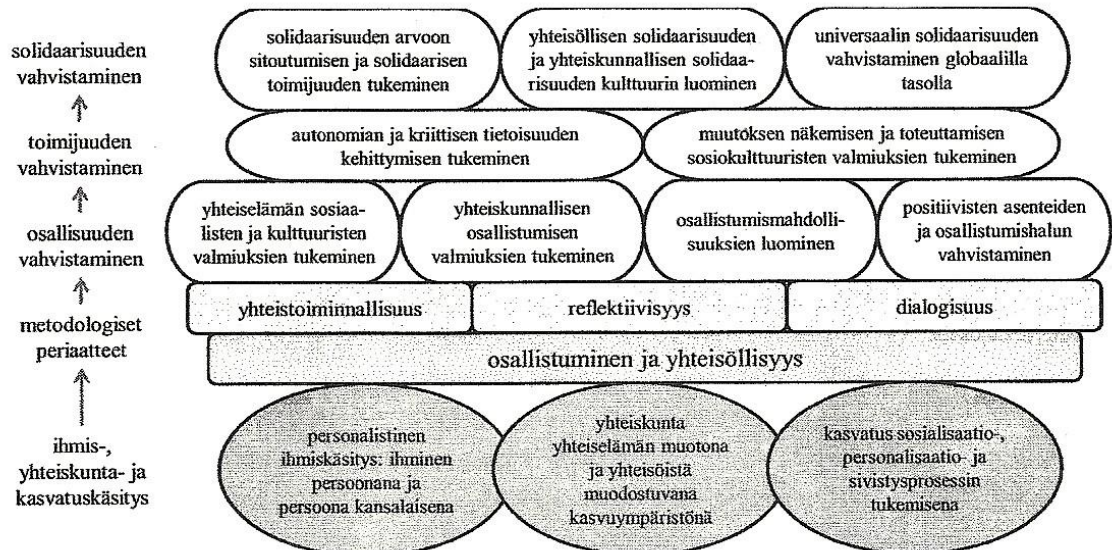 solidaarisuuden
vahvistaminen
solidaarisuuden arvoon
sitoutumisen ja solidaarisen
toimijuuden tukeminen
yhteisöllisen solidaarisuuden
ja yhteiskunnallisen solidaa-
risuuden kulttuurin luominen
universaalin solidaarisuuden
vahvistaminen globaalilla
tasolla
toimijuuden
vahvistaminen
autonomian ja kriittisen tietoisuuden
kehittymisen tukeminen
muutoksen näkemisen ja toteuttamisen
sosiokulttuuristen valmiuksien tukeminen
osallisuuden
vahvistaminen
yhteiselämän sosiaa-
listen ja kulttuuristen
valmiuksien tukeminen
yhteiskunnallisen
osallistumisen
valmiuksien tukeminen
osallistumismahdolli-
suuksien luominen
positiivisten asenteiden
ja osallistumishalun
vahvistaminen
metodologiset
periaatteet
yhteistoiminnallisuus
reflektiivisyys
dialogisuus
osallistuminen ja yhteisöllisyys
ihmis-,
yhteiskunta- ja
kasvatuskäsitys
personalistinen
ihmiskäsitys: ihminen
persoonana ja
persoona kansalaisena
yhteiskunta
yhteiselämän muotona
ja yhteisöistä
muodostuvana
kasvuympäristönä
kasvatus sosialisaatio-,
personalisaatio- ja
sivistysprosessin
tukemisena